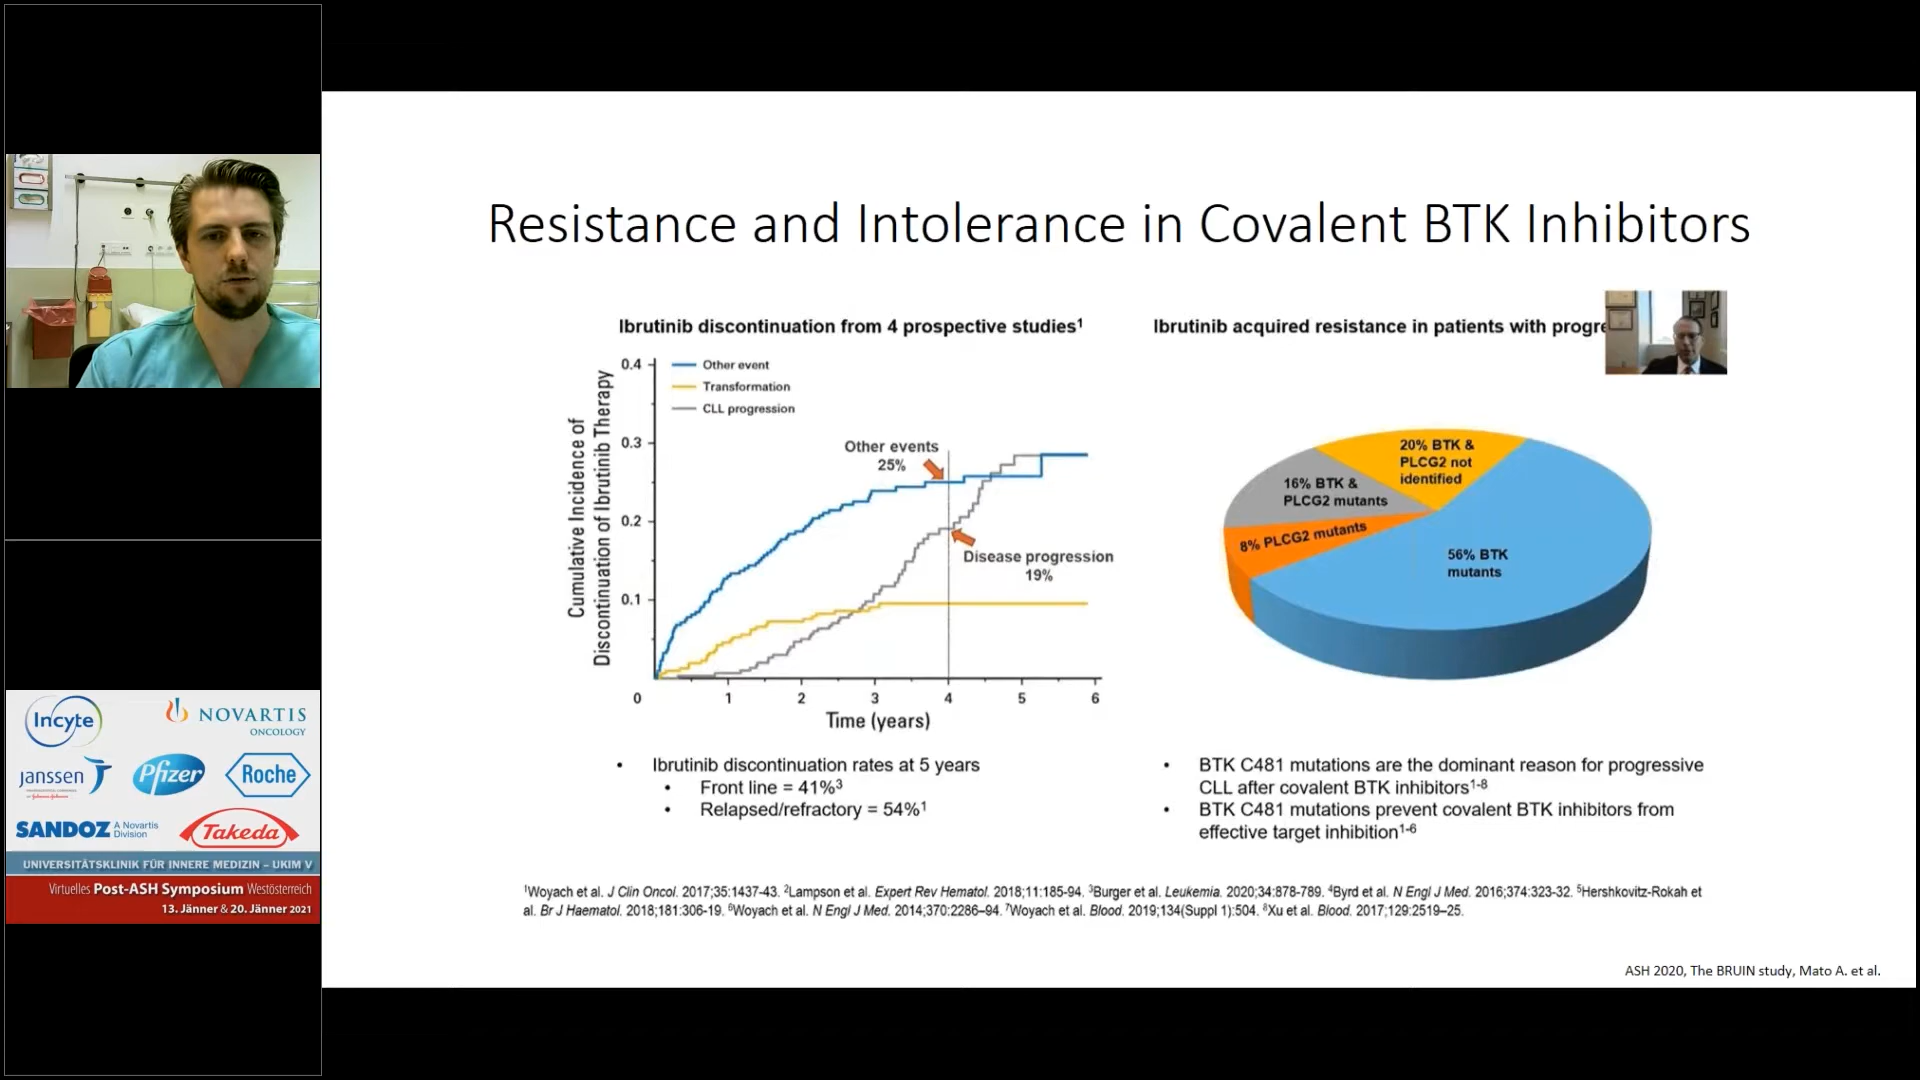 Resistance and Intolerance in Covalent BTK Inhibitors
Ibrutinib discontinuation from 4 prospective studies¹
Cumulative Incidence of
Discontinuation of Ibrutinib Therapy
0.4
0.3
0.2
0.1
Other event
Transformation
CLL progression
Other events
25%
Disease progression
19%
0 1 2 3 4 5 6
Time (years)
• Ibrutinib discontinuation rates at 5 years
• Front line = 41%³
• Relapsed/refractory = 54%¹
Ibrutinib acquired resistance in patients with progre
20% BTK &
PLCG2 not
identified
16% BTK &
PLCG2 mutants
8% PLCG2 mutants
56% BTK
mutants
• BTK C481 mutations are the dominant reason for progressive
CLL after covalent BTK inhibitors¹⁻⁸
• BTK C481 mutations prevent covalent BTK inhibitors from
effective target inhibition¹⁻⁶
¹Woyach et al. J Clin Oncol. 2017;35:1437-43. ²Lampson et al. Expert Rev Hematol. 2018;11:185-94. ³Burger et al. Leukemia. 2020;34:878-789. ⁴Byrd et al. N Engl J Med. 2016;374:323-32. ⁵Hershkovitz-Rokah et
al. Br J Haematol. 2018;181:306-19. ⁶Woyach et al. N Engl J Med. 2014;370:2286–94. ⁷Woyach et al. Blood. 2019;134(Suppl 1):504. ⁸Xu et al. Blood. 2017;129:2519–25.
ASH 2020, The BRUIN study, Mato A. et al.
Incyte
NOVARTIS
ONCOLOGY
janssen
Pfizer
Roche
SANDOZ A Novartis
Division
Takeda
UNIVERSITÄTSKLINIK FÜR INNERE MEDIZIN – UKIM V
Virtuelles Post-ASH Symposium Westösterreich
13. Jänner & 20. Jänner 2021